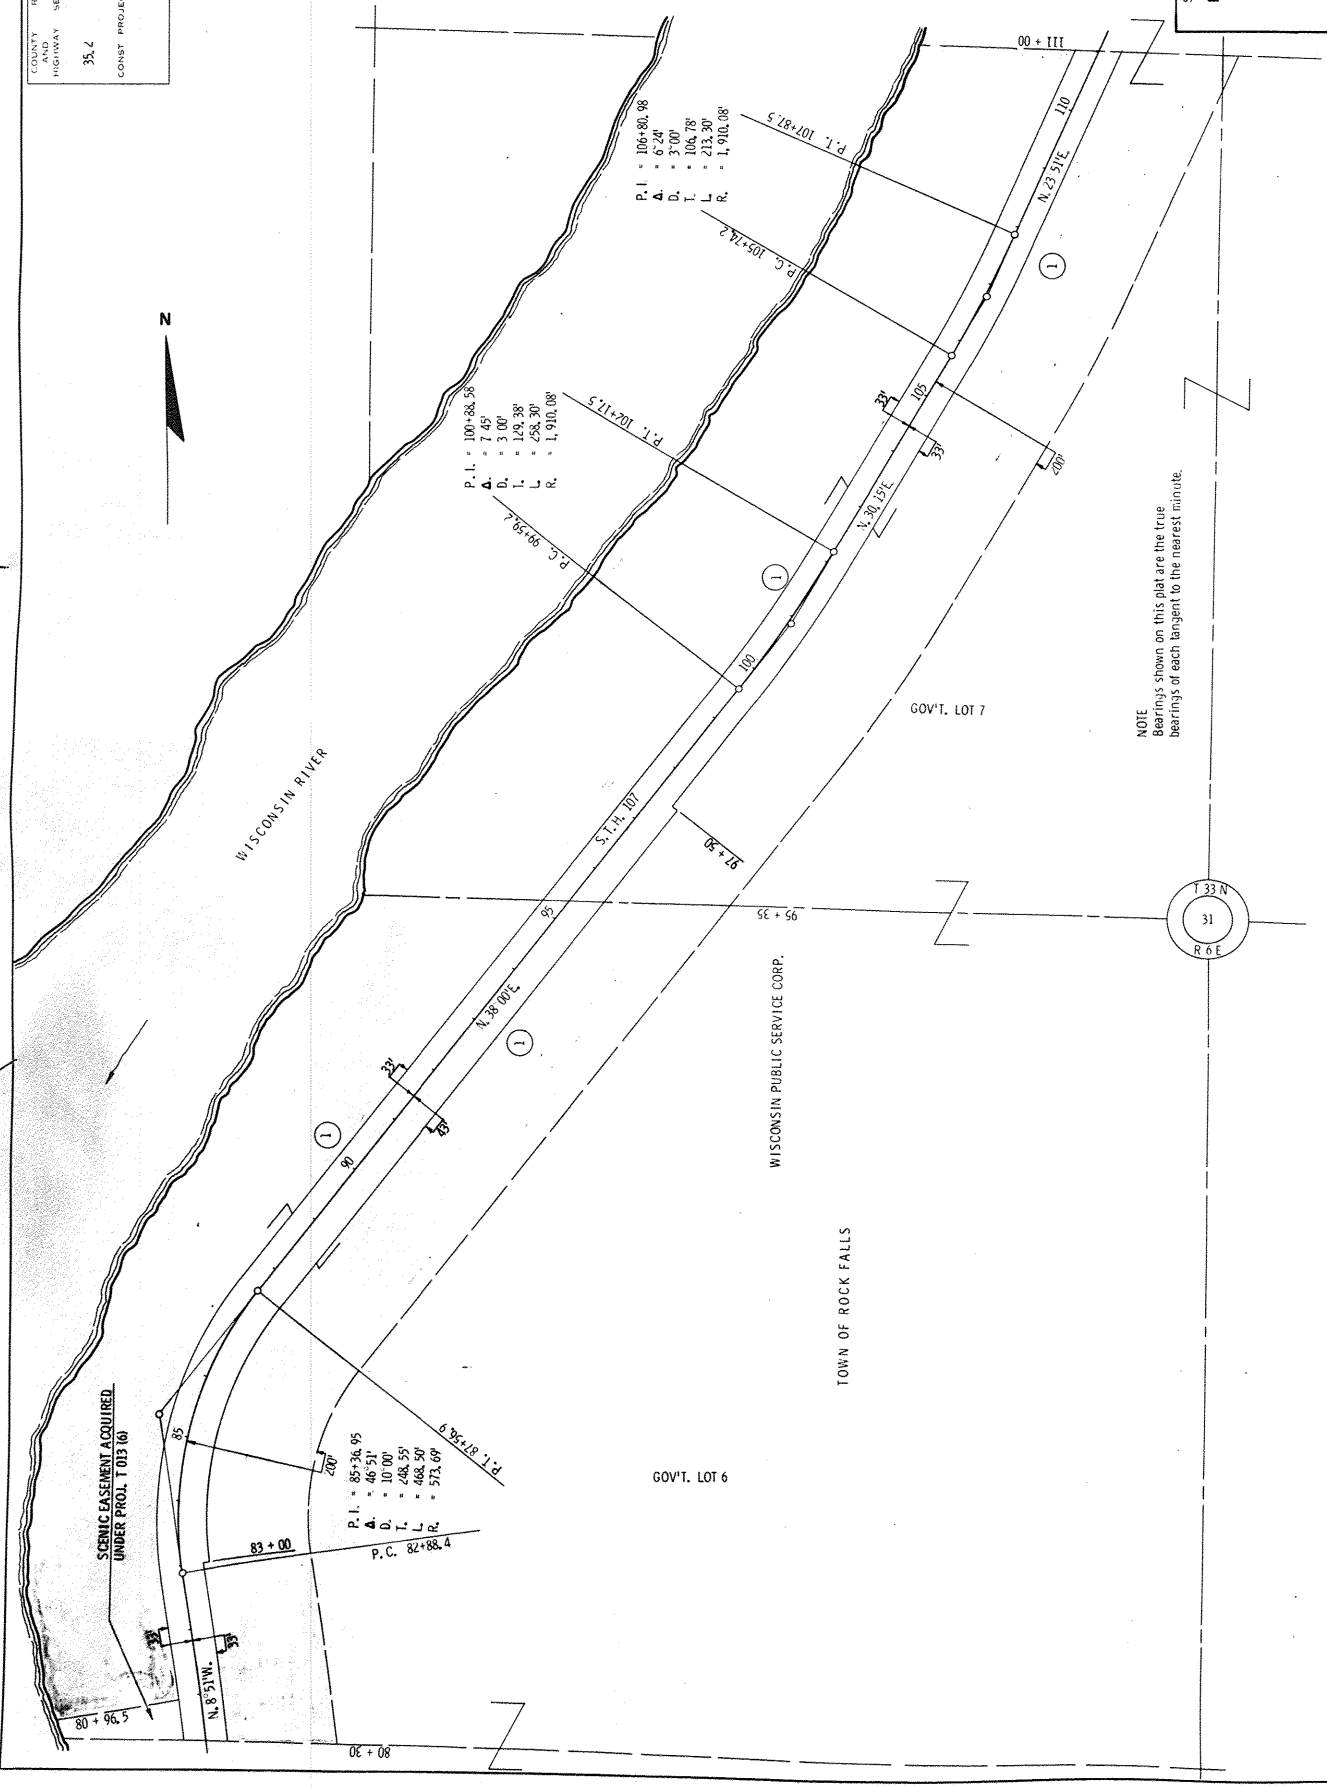 COUNTY
AND
HIGHWAY
35.2
CONST PROJE
N
111 + 00
110
N. 23°51'E.
P. I. = 106+80.98
Δ. = 6°24'
D. = 3°00'
T. = 106.78'
L. = 213.30'
R. = 1,910.08'
P. T. 107+87.5
P. C. 105+74.2
1
105
33'
33'
200'
N. 30°15'E.
P. I. = 100+88.58
Δ. = 7°45'
D. = 3°00'
T. = 129.38'
L. = 258.30'
R. = 1,910.08'
P. T. 102+17.5
P. C. 99+59.2
1
100
GOV'T. LOT 7
NOTE
Bearings shown on this plat are the true
bearings of each tangent to the nearest minute.
WISCONSIN RIVER
S.T.H. 107
97 + 50
95
95 + 35
T 33 N
31
R 6 E
N. 38°00'E.
1
WISCONSIN PUBLIC SERVICE CORP.
33'
43'
1
90
TOWN OF ROCK FALLS
SCENIC EASEMENT ACQUIRED
UNDER PROJ. T 013 (6)
85
200'
P. I. = 85+36.95
Δ. = 46°51'
D. = 10°00'
T. = 248.55'
L. = 468.50'
R. = 573.69'
P. T. 87+56.9
GOV'T. LOT 6
83 + 00
P. C. 82+88.4
33'
33'
N. 8°51'W.
80 + 96.5
80 + 30